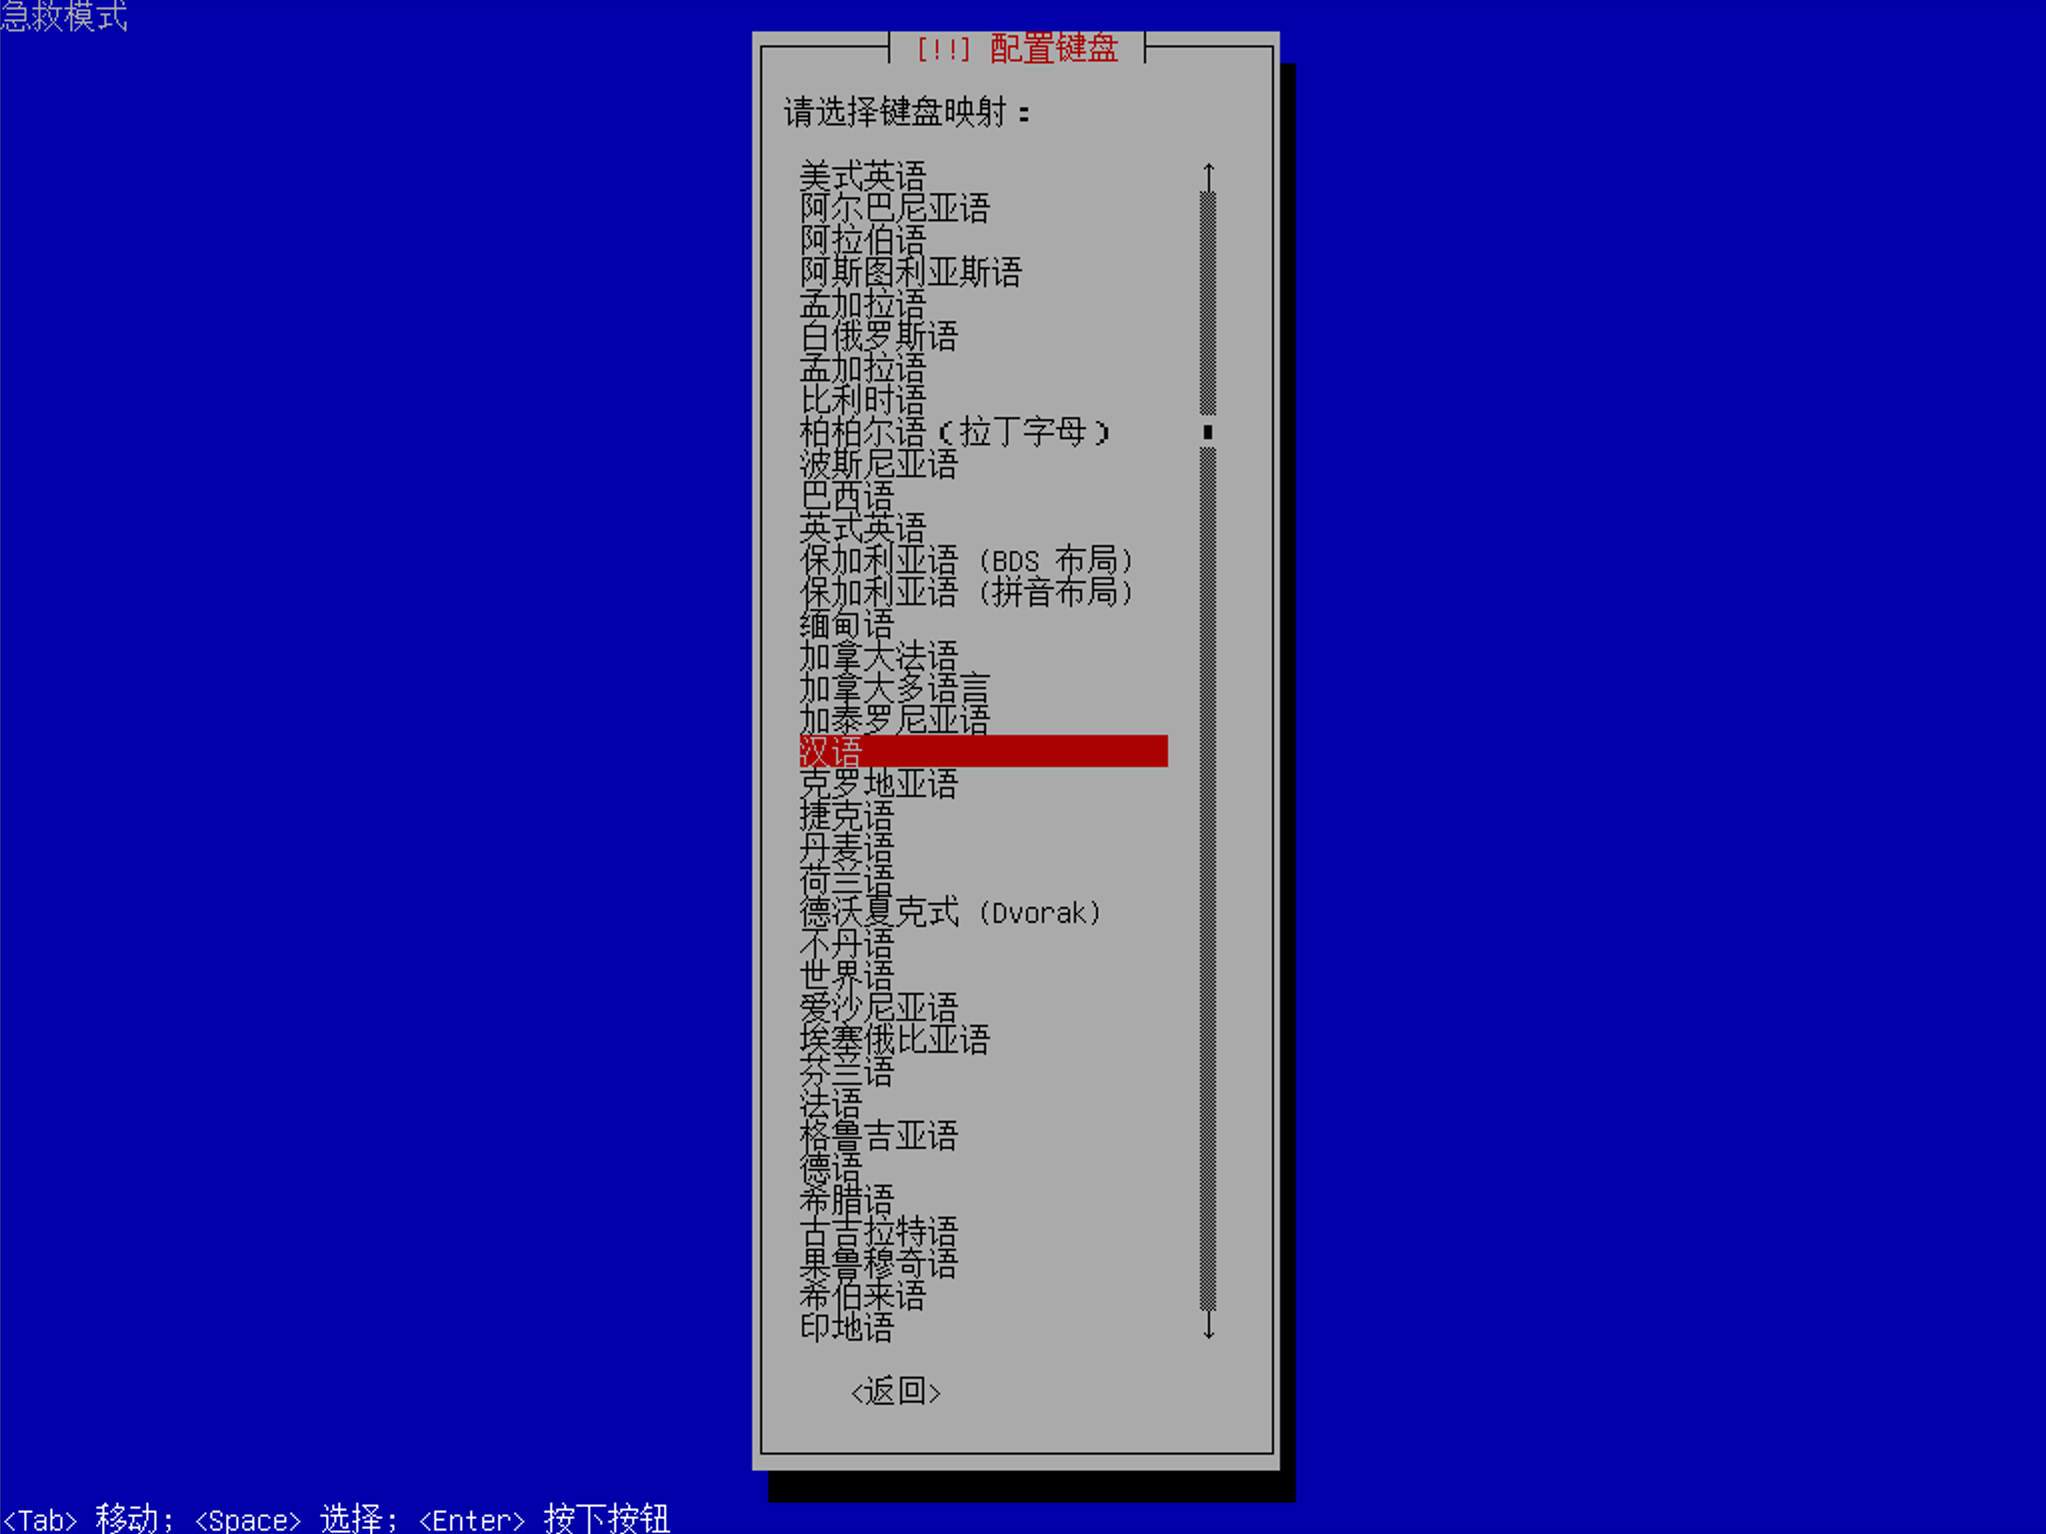 急救模式
[!!] 配置键盘
请选择键盘映射：
美式英语
阿尔巴尼亚语
阿拉伯语
阿斯图利亚斯语
孟加拉语
白俄罗斯语
孟加拉语
比利时语
柏柏尔语（拉丁字母）
波斯尼亚语
巴西语
英式英语
保加利亚语 (BDS 布局)
保加利亚语 (拼音布局)
缅甸语
加拿大法语
加拿大多语言
加泰罗尼亚语
汉语
克罗地亚语
捷克语
丹麦语
荷兰语
德沃夏克式 (Dvorak)
不丹语
世界语
爱沙尼亚语
埃塞俄比亚语
芬兰语
法语
格鲁吉亚语
德语
希腊语
古吉拉特语
果鲁穆奇语
希伯来语
印地语
<返回>
<Tab> 移动; <Space> 选择; <Enter> 按下按钮